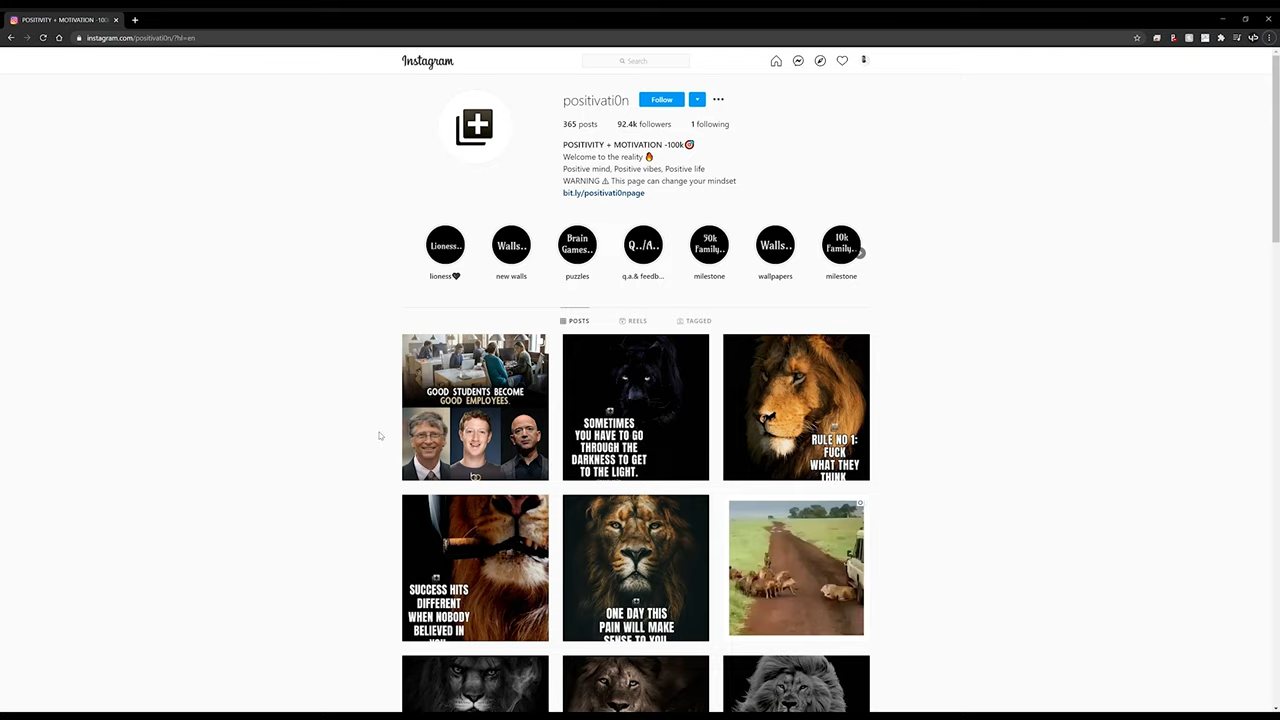 POSITIVITY + MOTIVATION -100k
instagram.com/positivati0n/?hl=en
Instagram
Search
positivati0n
Follow
365 posts
92.4k followers
1 following
POSITIVITY + MOTIVATION -100k🎯
Welcome to the reality 🔥
Positive mind, Positive vibes, Positive life
WARNING ⚠ This page can change your mindset
bit.ly/positivati0npage
Lioness..
Walls..
Brain
Games..
Q../A..
50k
Family..
Walls..
10k
Family..
lioness🖤
new walls
puzzles
q.a.& feedb...
milestone
wallpapers
milestone
POSTS
REELS
TAGGED
GOOD STUDENTS BECOME
GOOD EMPLOYEES.
SOMETIMES
YOU HAVE TO GO
THROUGH THE
DARKNESS TO GET
TO THE LIGHT.
RULE NO 1:
FUCK
WHAT THEY
THINK
SUCCESS HITS
DIFFERENT
WHEN NOBODY
BELIEVED IN
YOU
ONE DAY THIS
PAIN WILL MAKE
SENSE TO YOU